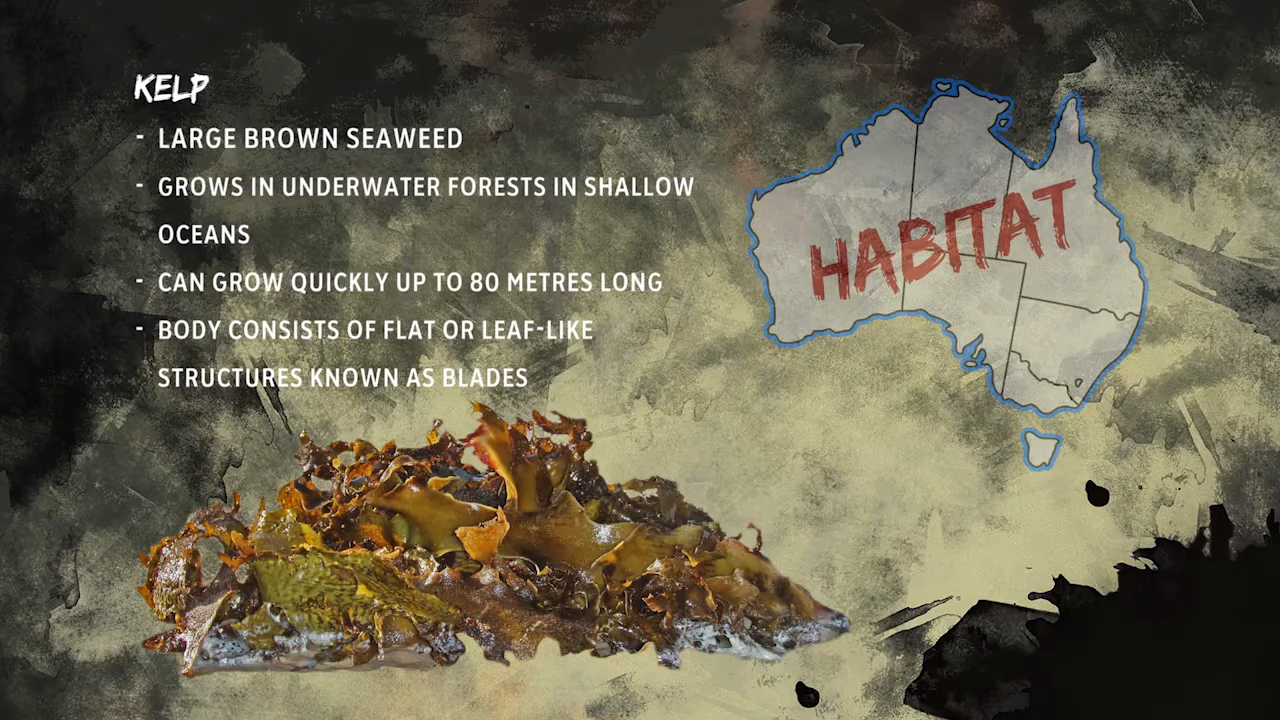 KELP
- LARGE BROWN SEAWEED
- GROWS IN UNDERWATER FORESTS IN SHALLOW
OCEANS
- CAN GROW QUICKLY UP TO 80 METRES LONG
- BODY CONSISTS OF FLAT OR LEAF-LIKE
STRUCTURES KNOWN AS BLADES
HABITAT